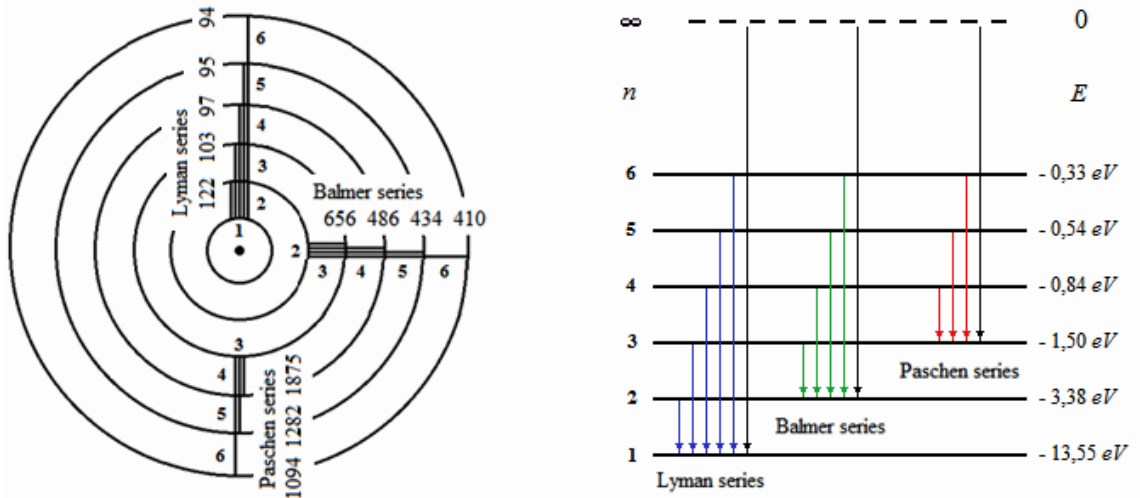 94
95
97
103
122
Lyman series
6
5
4
3
2
1
Balmer series
656 486 434 410
2
3 4 5 6
3
4
5
6
Paschen series
1094 1282 1875
∞ 0
n E
6 - 0,33 eV
5 - 0,54 eV
4 - 0,84 eV
3 - 1,50 eV
Paschen series
2 - 3,38 eV
Balmer series
1 - 13,55 eV
Lyman series